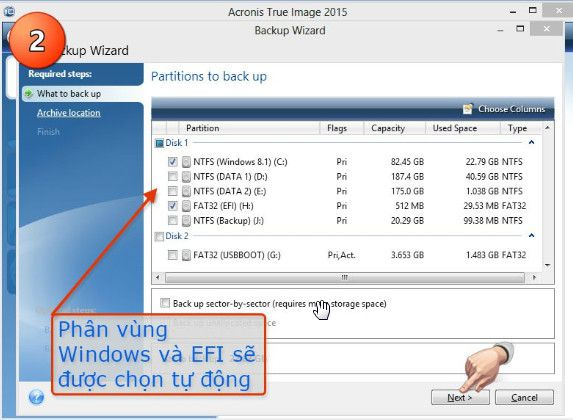 Acronis True Image 2015
2
Backup Wizard
ckup Wizard
Required steps:
What to back up
Archive location
Finish
Partitions to back up
Choose Columns
Partition Flags Capacity Used Space Type
Disk 1
NTFS (Windows 8.1) (C:) Pri 82.45 GB 22.79 GB NTFS
NTFS (DATA 1) (D:) Pri 187.4 GB 40.59 GB NTFS
NTFS (DATA 2) (E:) Pri 175.0 GB 1.038 GB NTFS
FAT32 (EFI) (H:) Pri 512 MB 29.53 MB FAT32
NTFS (Backup) (J:) Pri 20.29 GB 99.38 MB NTFS
Disk 2
FAT32 (USBBOOT) (G:) Pri,Act. 3.653 GB 1.483 GB FAT32
Back up sector-by-sector (requires storage space)
Phân vùng
Windows và EFI sẽ
được chọn tự động
Next >
Cancel